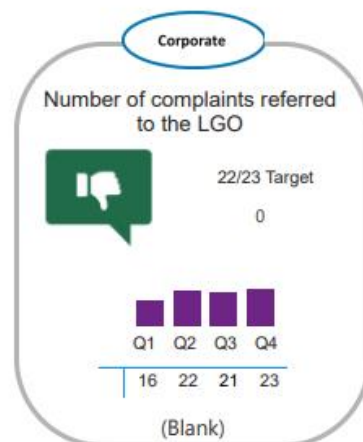 Corporate
Number of complaints referred
to the LGO
22/23 Target
0
Q1 Q2 Q3 Q4
16 22 21 23
(Blank)